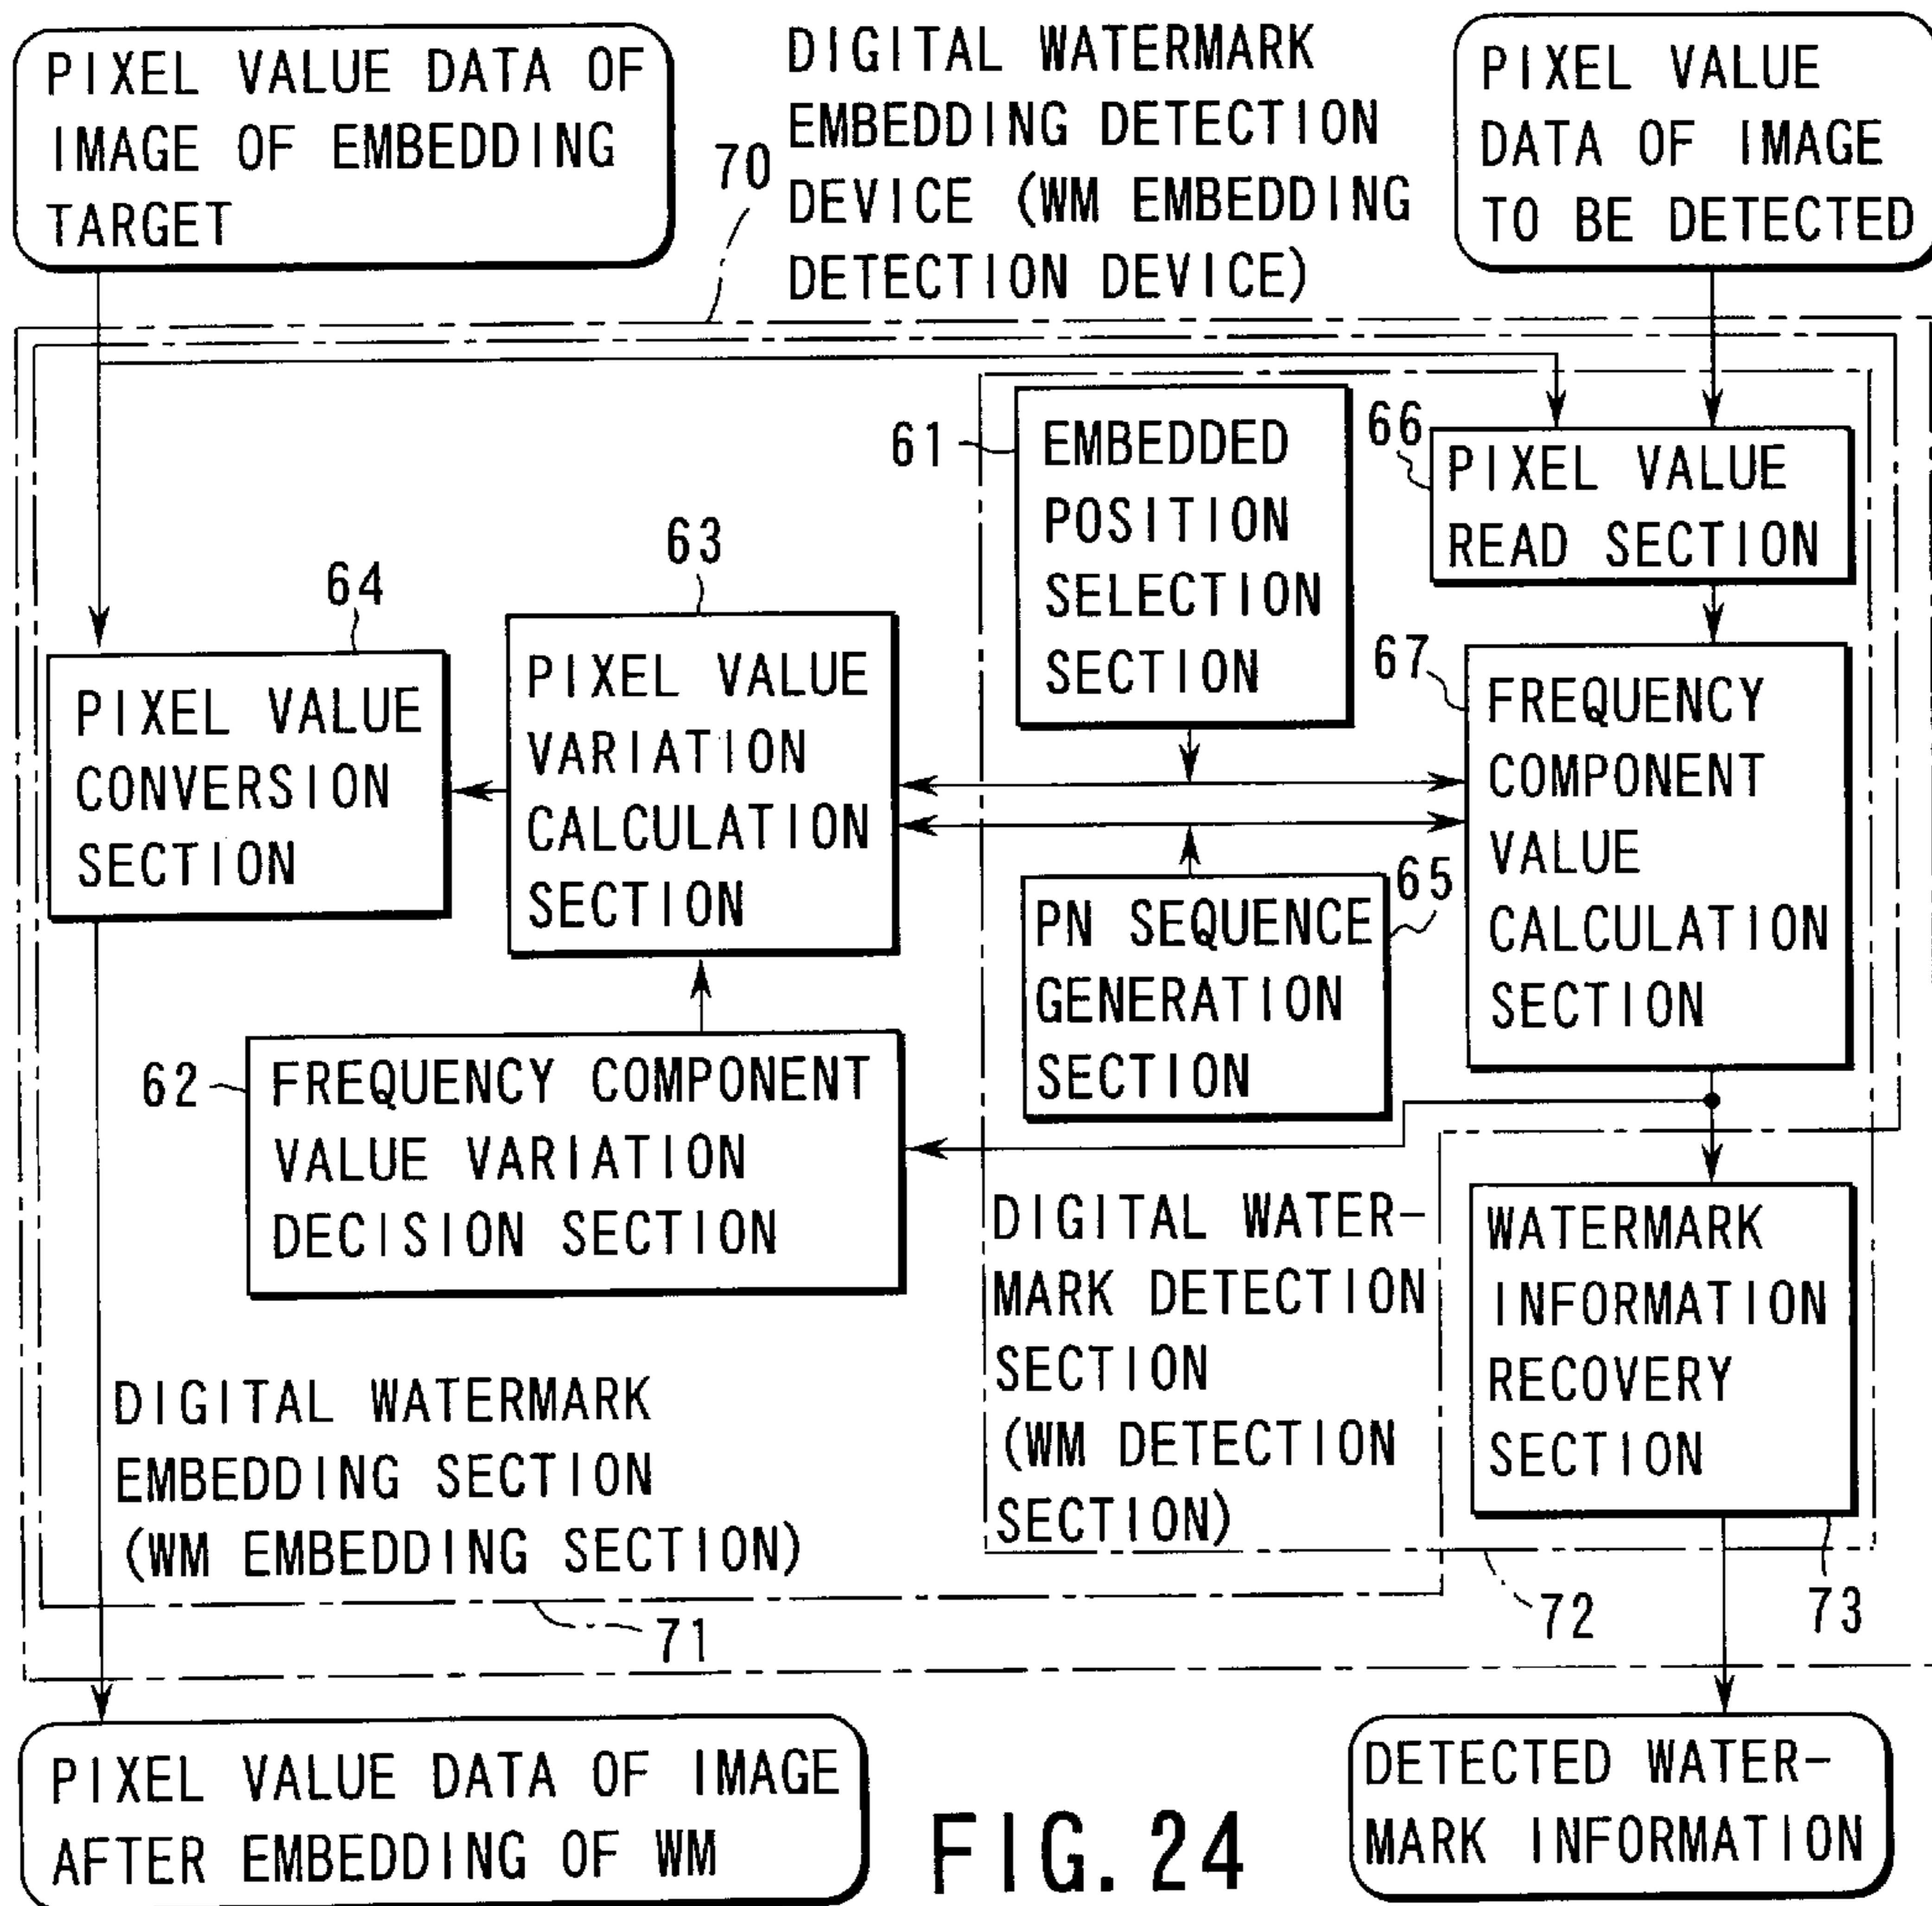 PIXEL VALUE DATA OF
IMAGE OF EMBEDDING
TARGET
70
DIGITAL WATERMARK
EMBEDDING DETECTION
DEVICE (WM EMBEDDING
DETECTION DEVICE)
PIXEL VALUE
DATA OF IMAGE
TO BE DETECTED
61
EMBEDDED
POSITION
SELECTION
SECTION
66
PIXEL VALUE
READ SECTION
64
PIXEL VALUE
CONVERSION
SECTION
63
PIXEL VALUE
VARIATION
CALCULATION
SECTION
67
FREQUENCY
COMPONENT
VALUE
CALCULATION
SECTION
65
PN SEQUENCE
GENERATION
SECTION
62
FREQUENCY COMPONENT
VALUE VARIATION
DECISION SECTION
DIGITAL WATER-
MARK DETECTION
SECTION
(WM DETECTION
SECTION)
WATERMARK
INFORMATION
RECOVERY
SECTION
DIGITAL WATERMARK
EMBEDDING SECTION
(WM EMBEDDING SECTION)
71
72
73
PIXEL VALUE DATA OF IMAGE
AFTER EMBEDDING OF WM
FIG. 24
DETECTED WATER-
MARK INFORMATION